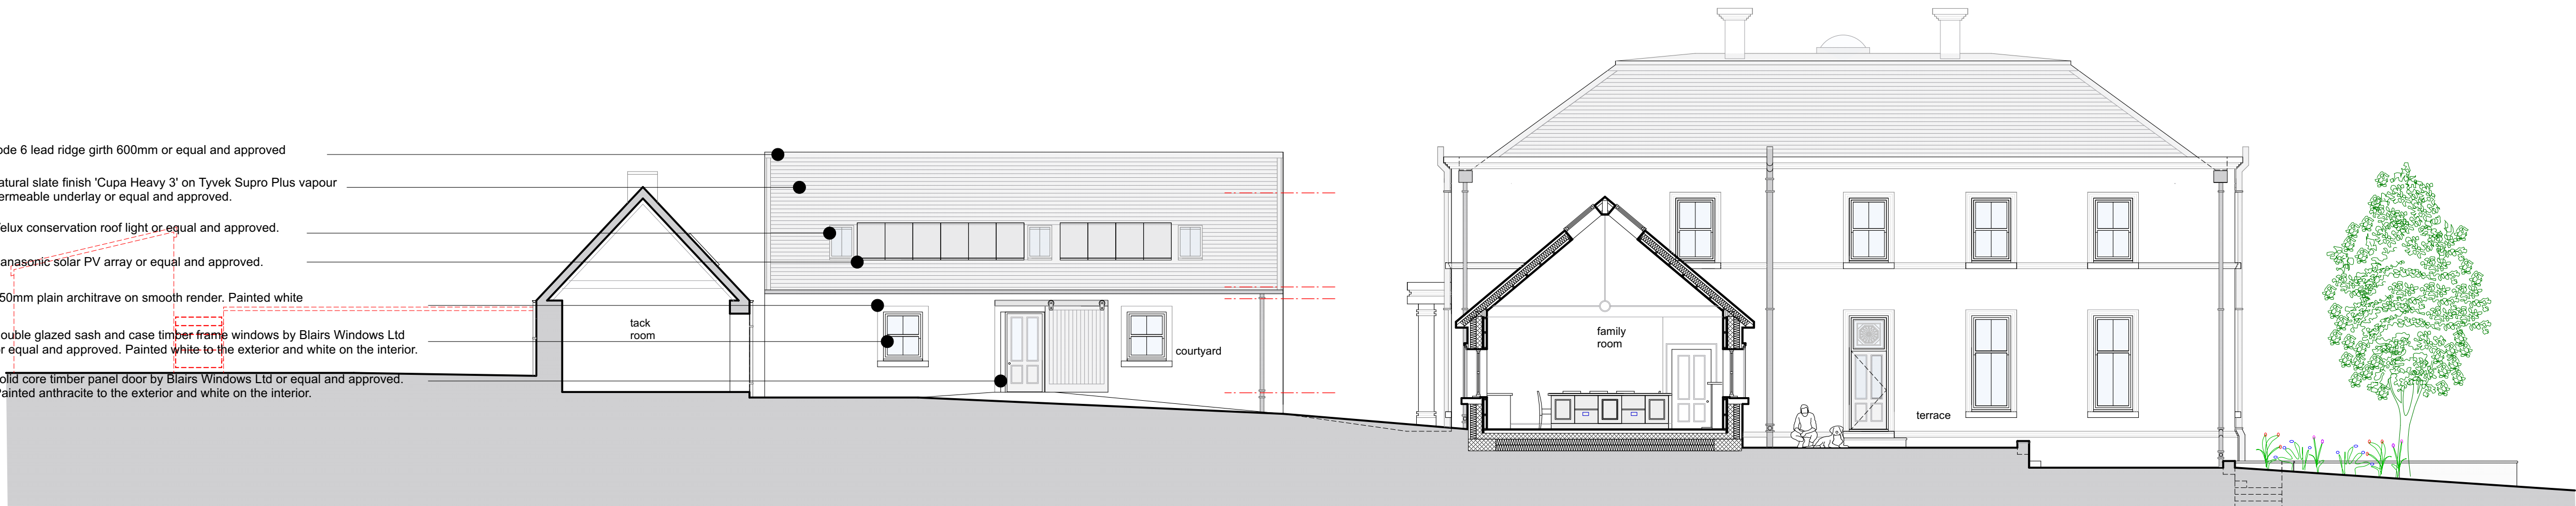 ode 6 lead ridge girth 600mm or equal and approved
atural slate finish 'Cupa Heavy 3' on Tyvek Supro Plus vapour
ermeable underlay or equal and approved.
elux conservation roof light or equal and approved.
anasonic solar PV array or equal and approved.
50mm plain architrave on smooth render. Painted white
ouble glazed sash and case timber frame windows by Blairs Windows Ltd
or equal and approved. Painted white to the exterior and white on the interior.
olid core timber panel door by Blairs Windows Ltd or equal and approved.
Painted anthracite to the exterior and white on the interior.
tack
room
courtyard
family
room
terrace